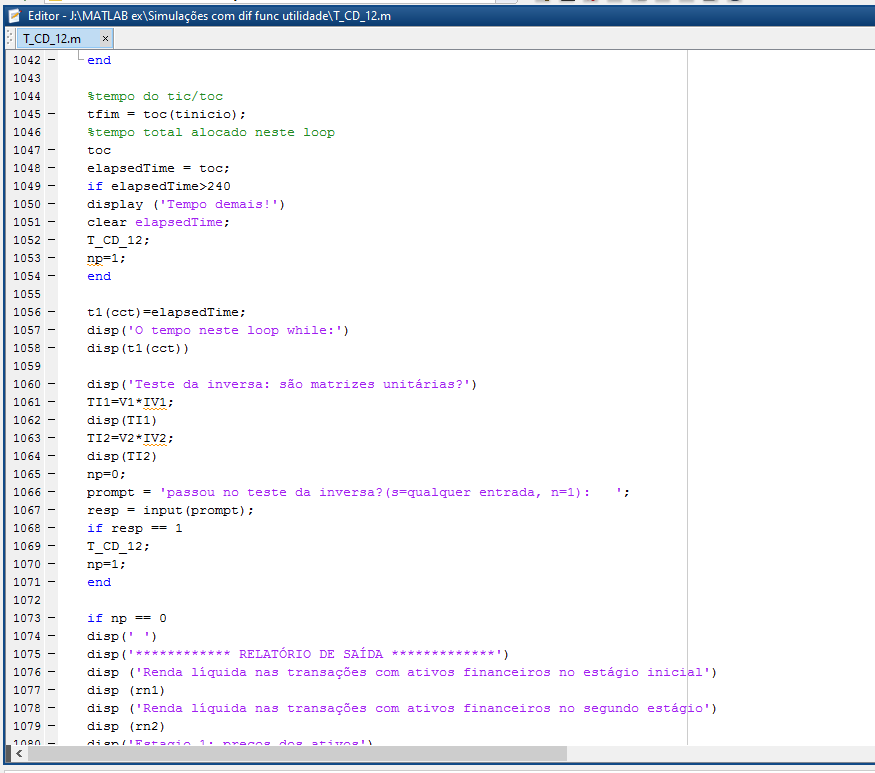 Editor - J:\MATLAB ex\Simulações com dif func utilidade\T_CD_12.m
T_CD_12.m ×
1042 – end
1043
1044 %tempo do tic/toc
1045 – tfim = toc(tinicio);
1046 %tempo total alocado neste loop
1047 – toc
1048 – elapsedTime = toc;
1049 – if elapsedTime>240
1050 – display ('Tempo demais!')
1051 – clear elapsedTime;
1052 – T_CD_12;
1053 – np=1;
1054 – end
1055
1056 – t1(cct)=elapsedTime;
1057 – disp('O tempo neste loop while:')
1058 – disp(t1(cct))
1059
1060 – disp('Teste da inversa: são matrizes unitárias?')
1061 – TI1=V1*IV1;
1062 – disp(TI1)
1063 – TI2=V2*IV2;
1064 – disp(TI2)
1065 – np=0;
1066 – prompt = 'passou no teste da inversa?(s=qualquer entrada, n=1):   ';
1067 – resp = input(prompt);
1068 – if resp == 1
1069 – T_CD_12;
1070 – np=1;
1071 – end
1072
1073 – if np == 0
1074 – disp(' ')
1075 – disp('************ RELATÓRIO DE SAÍDA *************')
1076 – disp ('Renda líquida nas transações com ativos financeiros no estágio inicial')
1077 – disp (rn1)
1078 – disp ('Renda líquida nas transações com ativos financeiros no segundo estágio')
1079 – disp (rn2)
1080 – disp('Estagio 1: preços dos ativos')